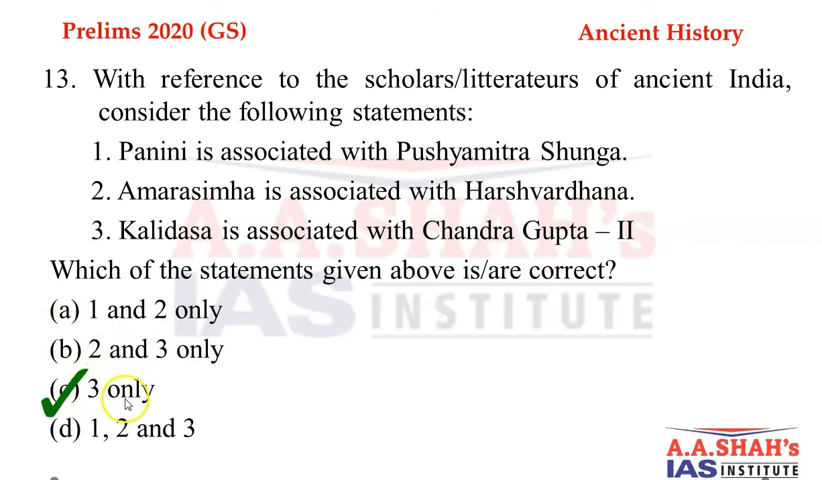 Prelims 2020 (GS)
Ancient History
13. With reference to the scholars/litterateurs of ancient India,
consider the following statements:
1. Panini is associated with Pushyamitra Shunga.
2. Amarasimha is associated with Harshvardhana.
3. Kalidasa is associated with Chandra Gupta – II
Which of the statements given above is/are correct?
(a) 1 and 2 only
(b) 2 and 3 only
(c) 3 only
(d) 1, 2 and 3
A.A.SHAH's
IAS INSTITUTE
A.A.SHAH's
IAS INSTITUTE